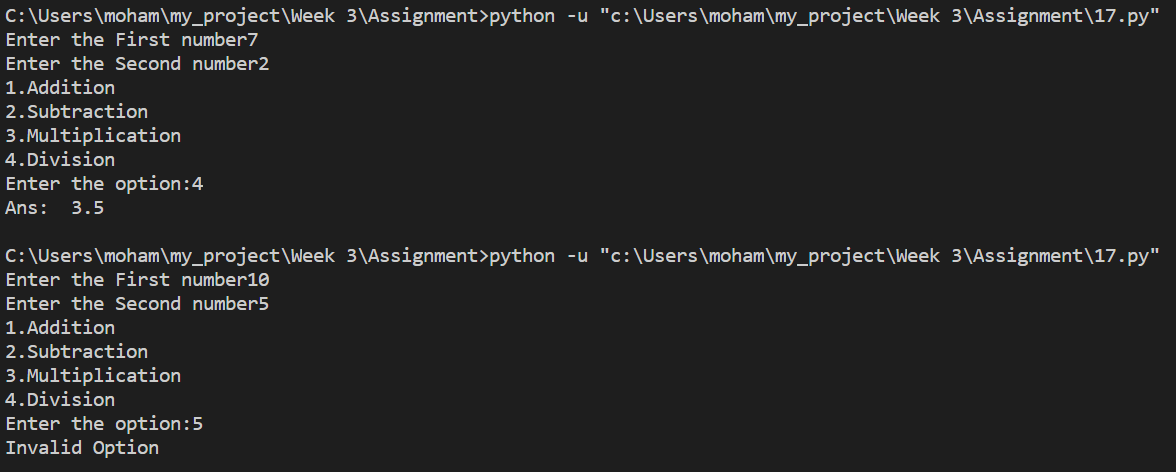 C:\Users\moham\my_project\Week 3\Assignment>python -u "c:\Users\moham\my_project\Week 3\Assignment\17.py"
Enter the First number7
Enter the Second number2
1.Addition
2.Subtraction
3.Multiplication
4.Division
Enter the option:4
Ans:  3.5
C:\Users\moham\my_project\Week 3\Assignment>python -u "c:\Users\moham\my_project\Week 3\Assignment\17.py"
Enter the First number10
Enter the Second number5
1.Addition
2.Subtraction
3.Multiplication
4.Division
Enter the option:5
Invalid Option